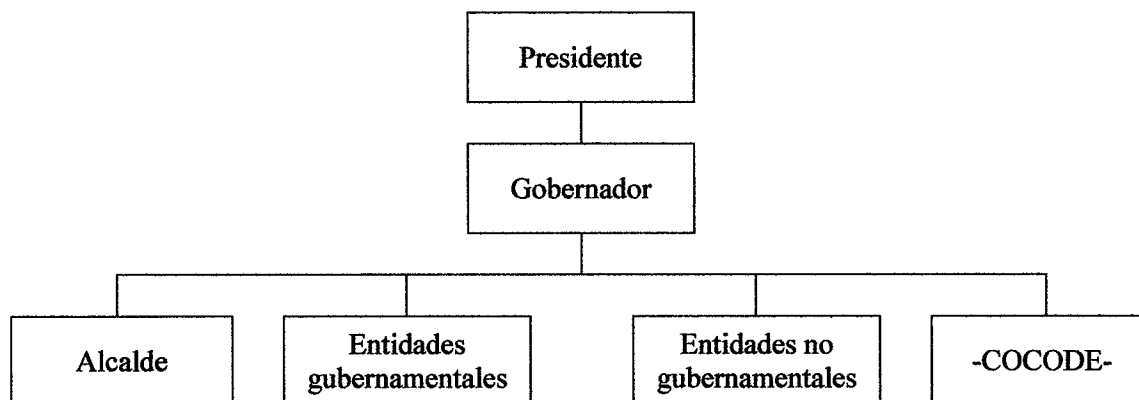 Presidente
Gobernador
Alcalde
Entidades
gubernamentales
Entidades no
gubernamentales
-COCODE-